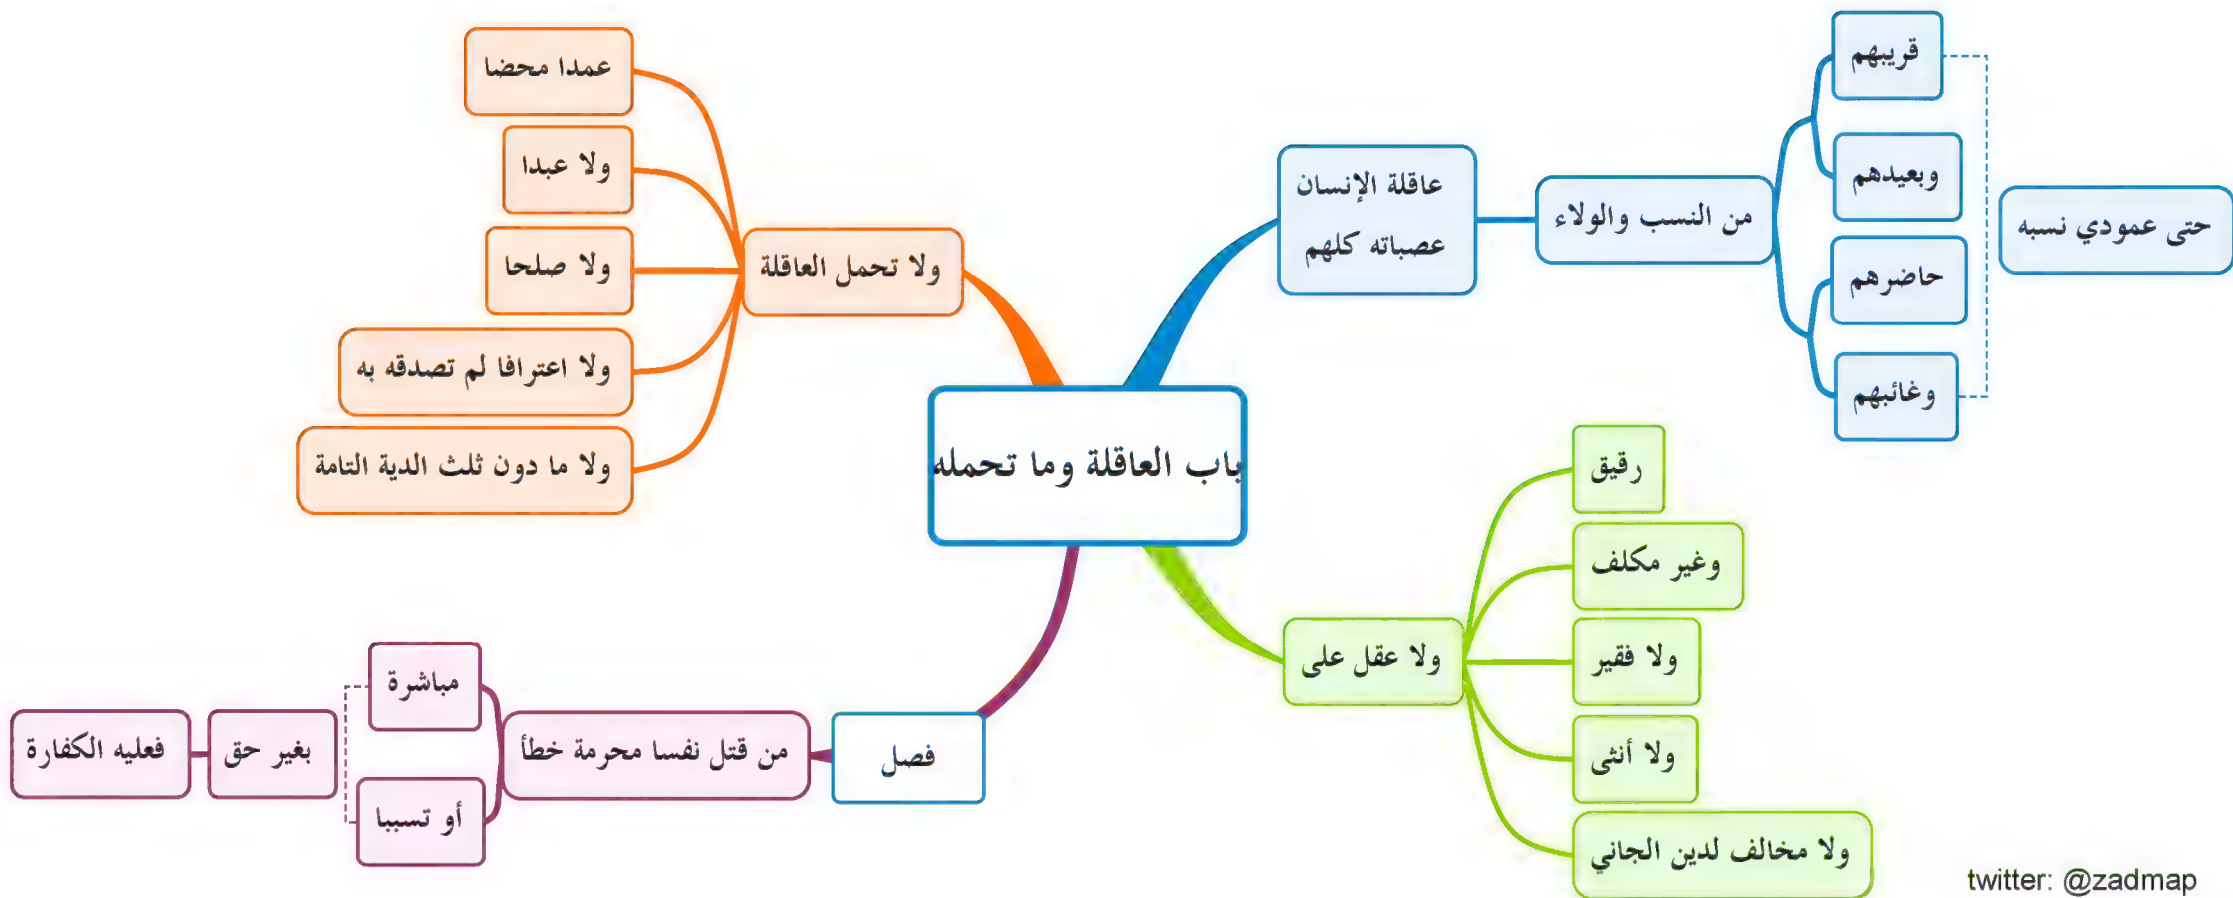 باب العاقلة وما تحمله
عاقلة الإنسان
عصباته كلهم
من النسب والولاء
قريبهم
وبعيدهم
حاضرهم
وغائبهم
حتى عمودي نسبه
ولا عقل على
رقيق
وغير مكلف
ولا فقير
ولا أنثى
ولا مخالف لدين الجاني
ولا تحمل العاقلة
عمدا محضا
ولا عبدا
ولا صلحا
ولا اعترافا لم تصدقه به
ولا ما دون ثلث الدية التامة
فصل
من قتل نفسا محرمة خطأ
مباشرة
أو تسببا
بغير حق
فعليه الكفارة
twitter: @zadmap